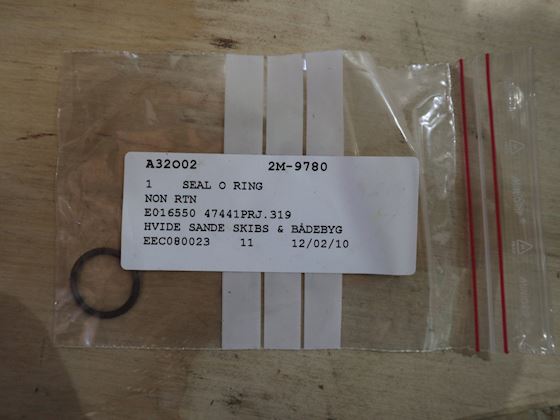 A32002 2M-9780
1 SEAL O RING
NON RTN
E016550 47441PRJ.319
HVIDE SANDE SKIBS & BÅDEBYG
EEC080023 11 12/02/10